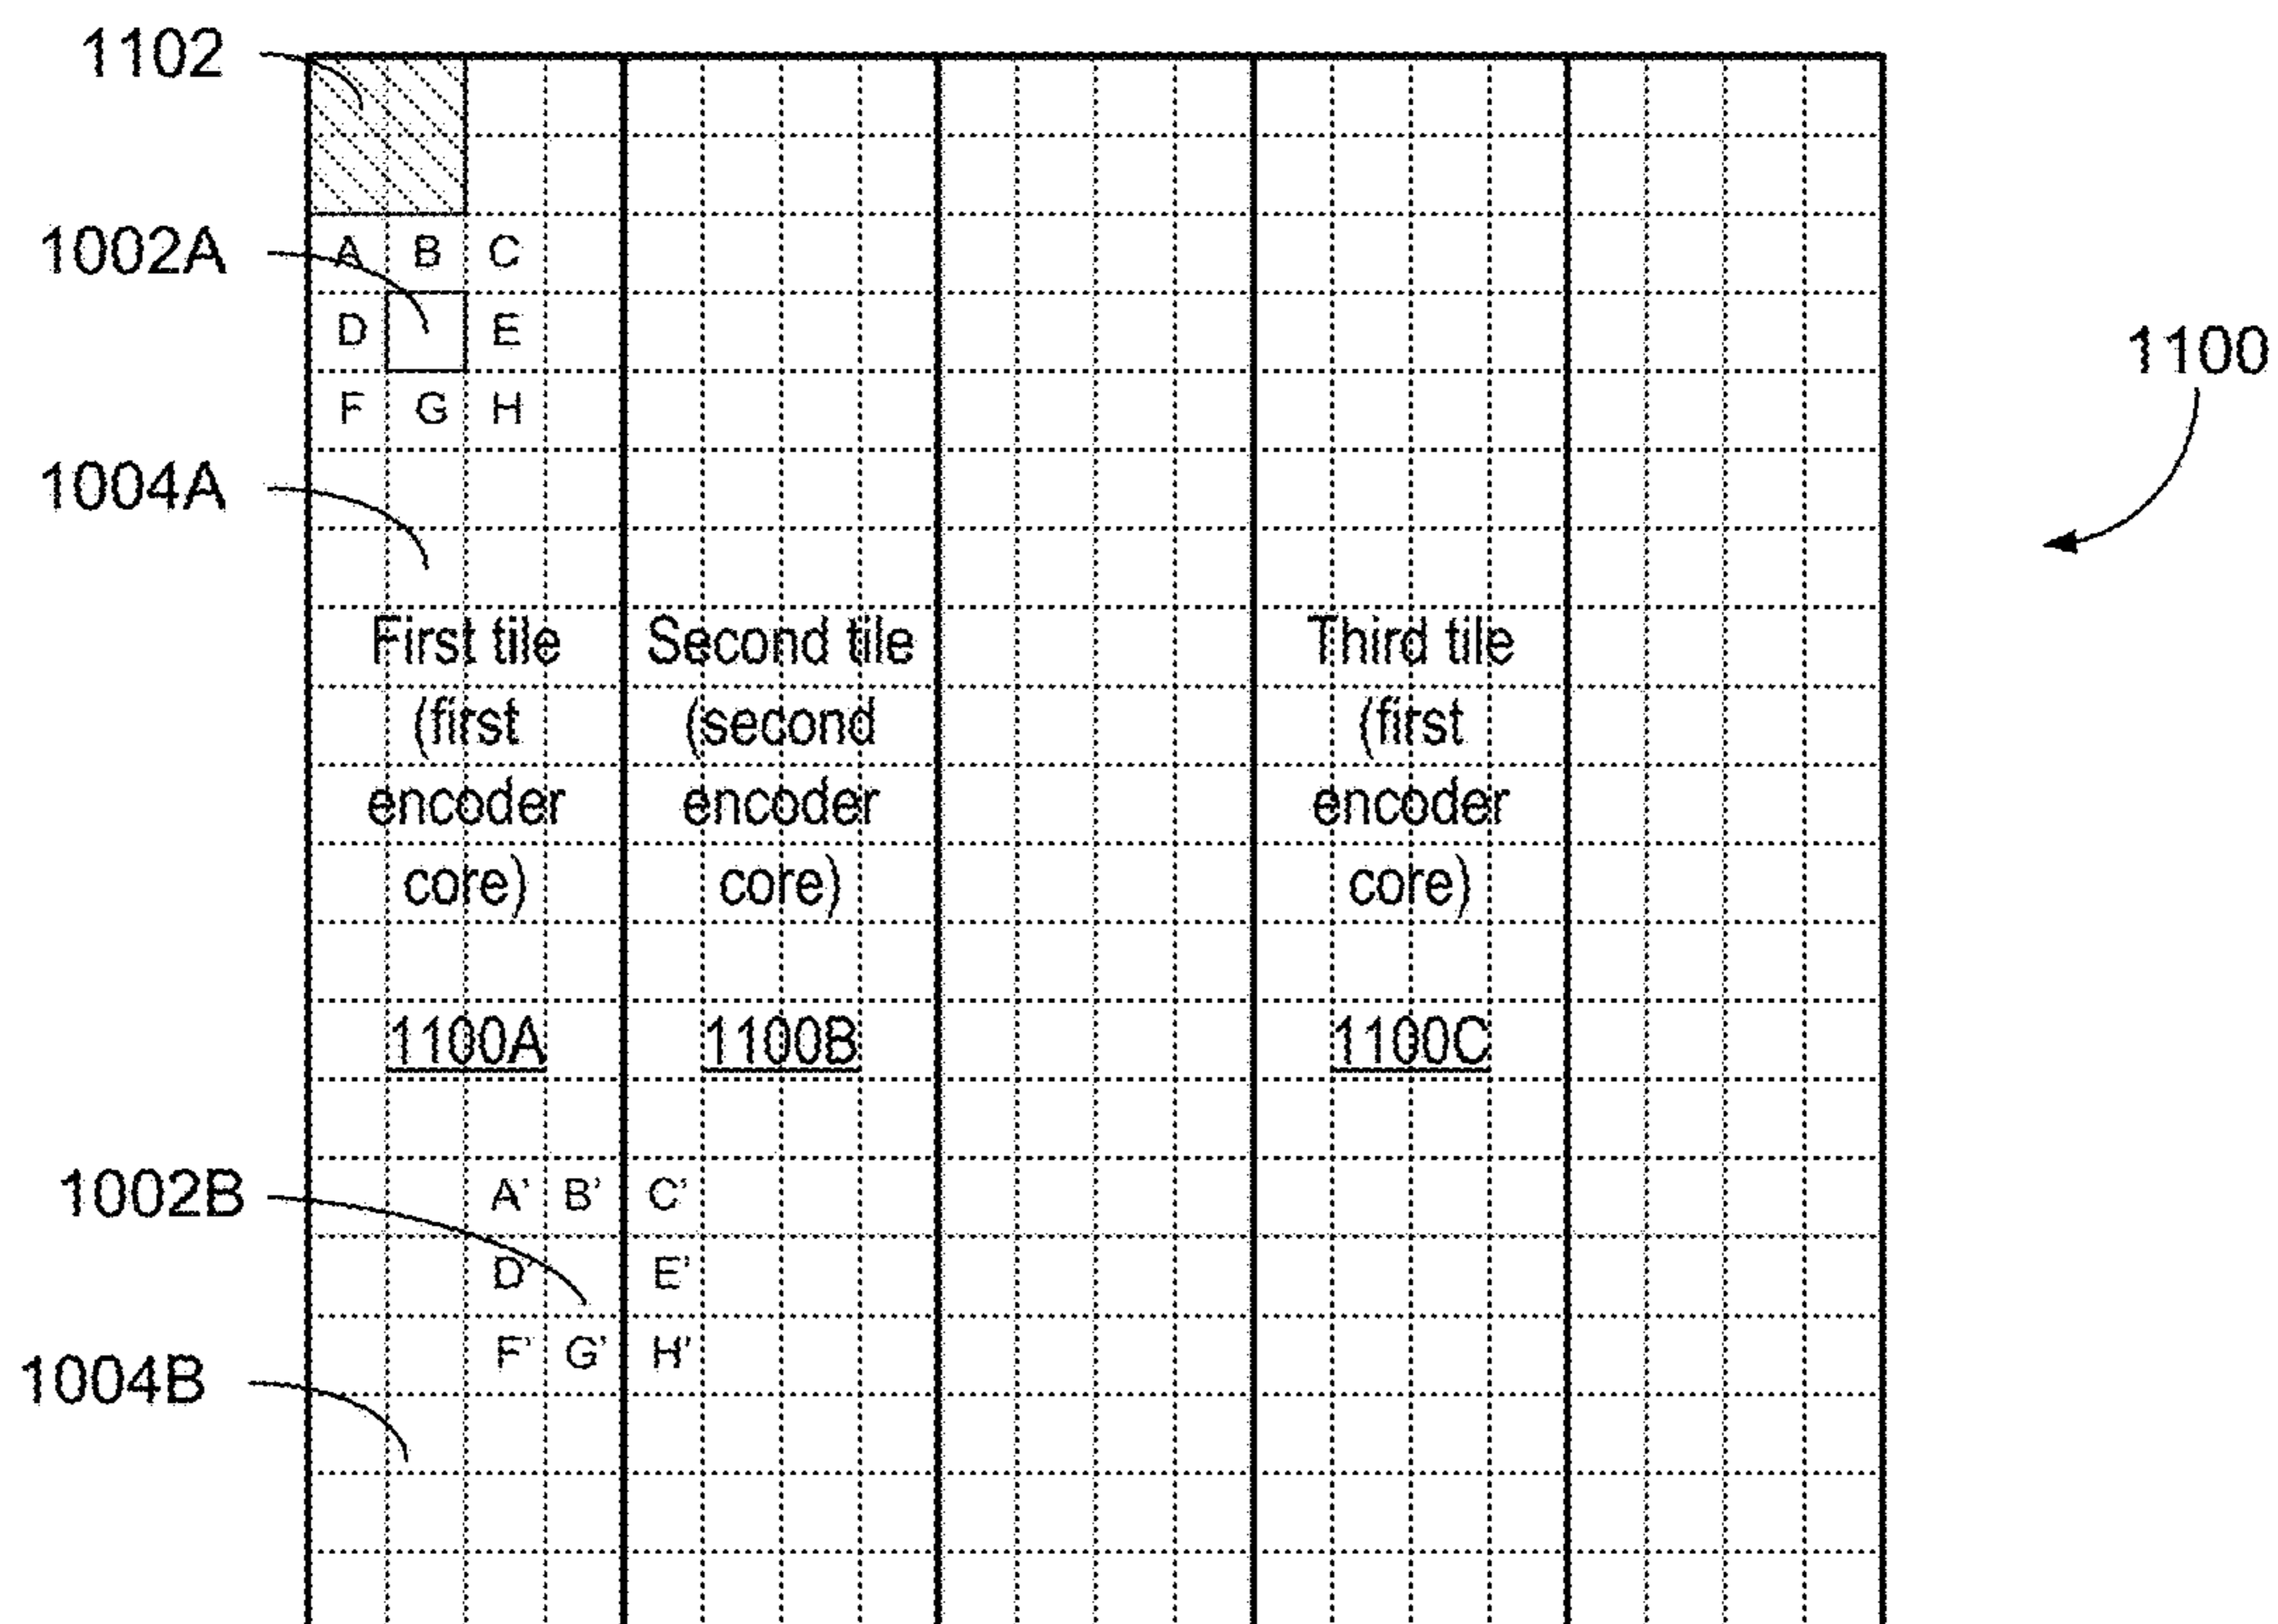 1102
1002A
A B C
D E
F G H
1100
1004A
First tile
(first
encoder
core)
1100A
Second tile
(second
encoder
core)
1100B
Third tile
(first
encoder
core)
1100C
1002B
A' B' C'
D' E'
F' G' H'
1004B